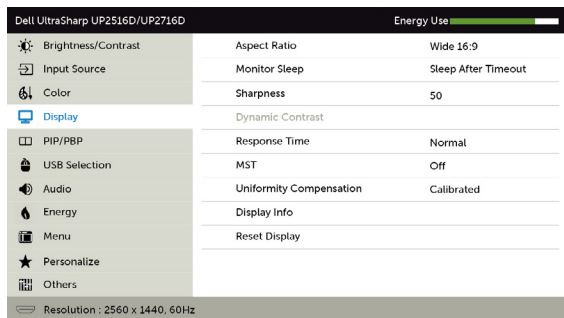 Dell UltraSharp UP2516D/UP2716D Energy Use
Brightness/Contrast
Input Source
Color
Display
PIP/PBP
USB Selection
Audio
Energy
Menu
Personalize
Others
Aspect Ratio Wide 16:9
Monitor Sleep Sleep After Timeout
Sharpness 50
Dynamic Contrast
Response Time Normal
MST Off
Uniformity Compensation Calibrated
Display Info
Reset Display
Resolution : 2560 x 1440, 60Hz